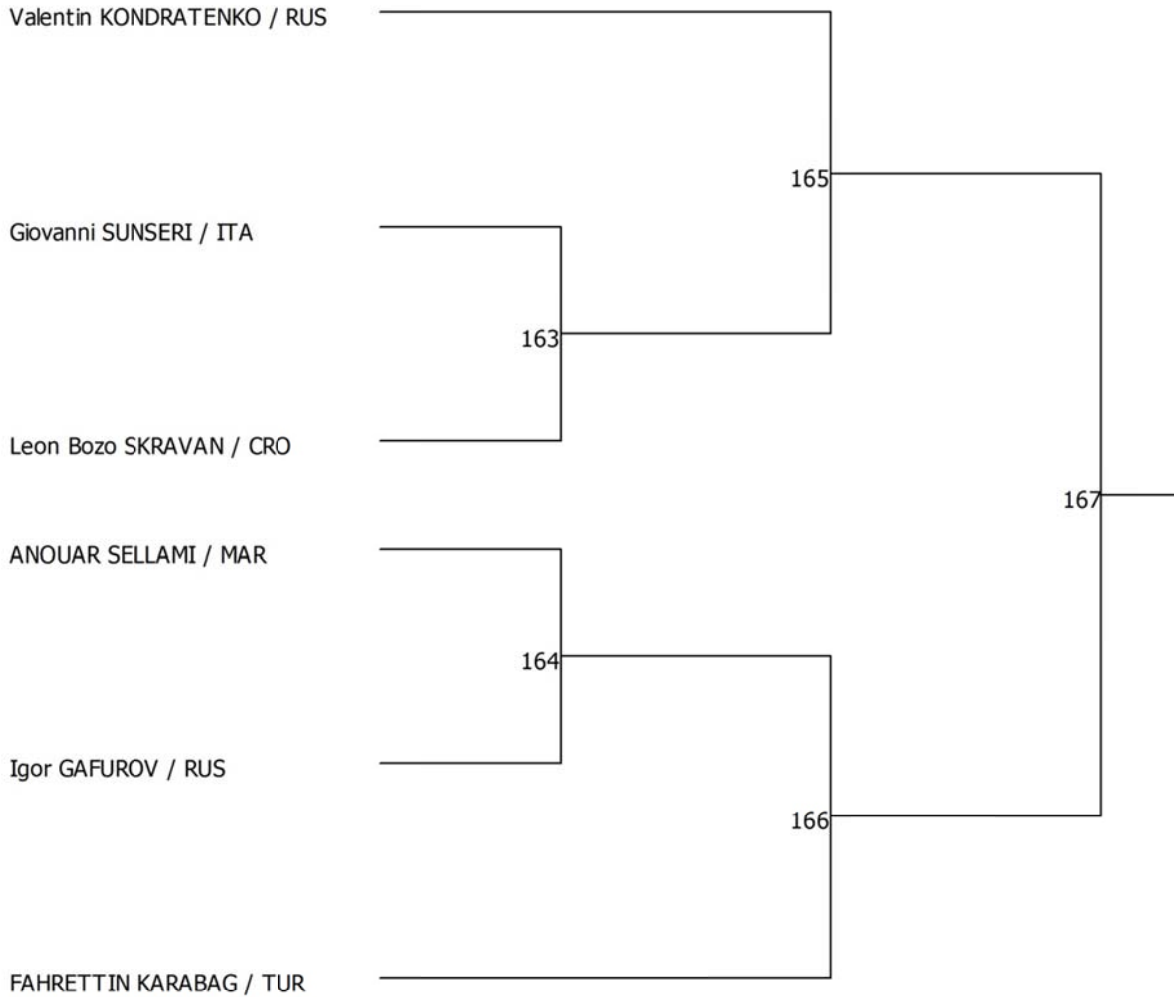 Valentin KONDRATENKO / RUS
165
Giovanni SUNSERI / ITA
163
Leon Bozo SKRAVAN / CRO
167
ANOUAR SELLAMI / MAR
164
Igor GAFUROV / RUS
166
FAHRETTIN KARABAG / TUR